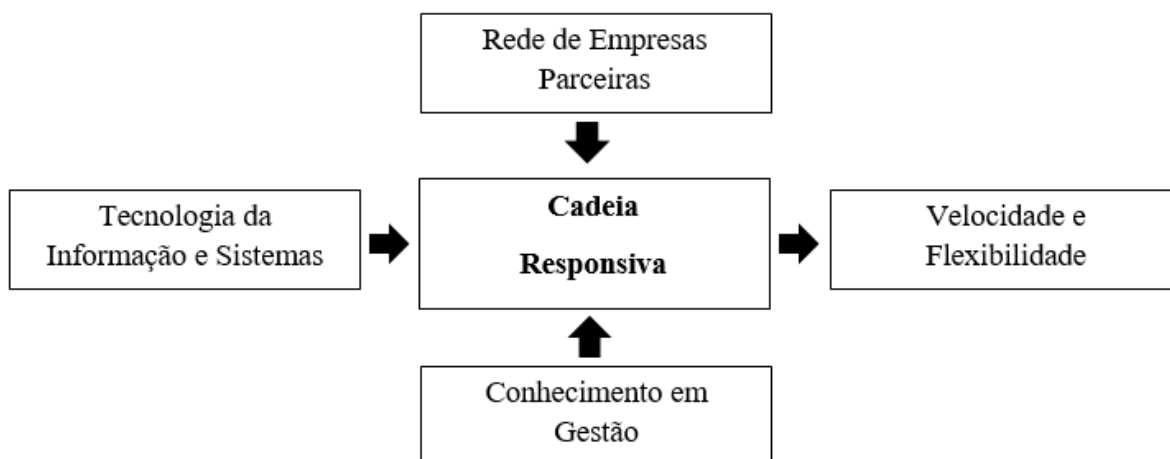 Rede de Empresas
Parceiras
Tecnologia da
Informação e Sistemas
Cadeia
Responsiva
Velocidade e
Flexibilidade
Conhecimento em
Gestão